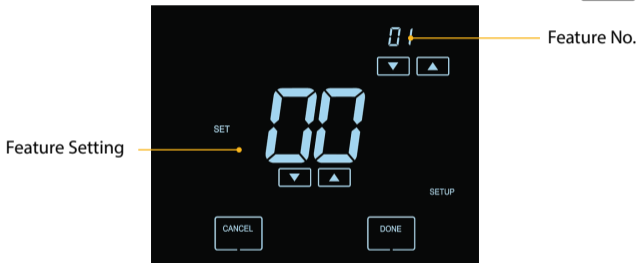 01
Feature No.
SET
00
Feature Setting
SETUP
CANCEL
DONE